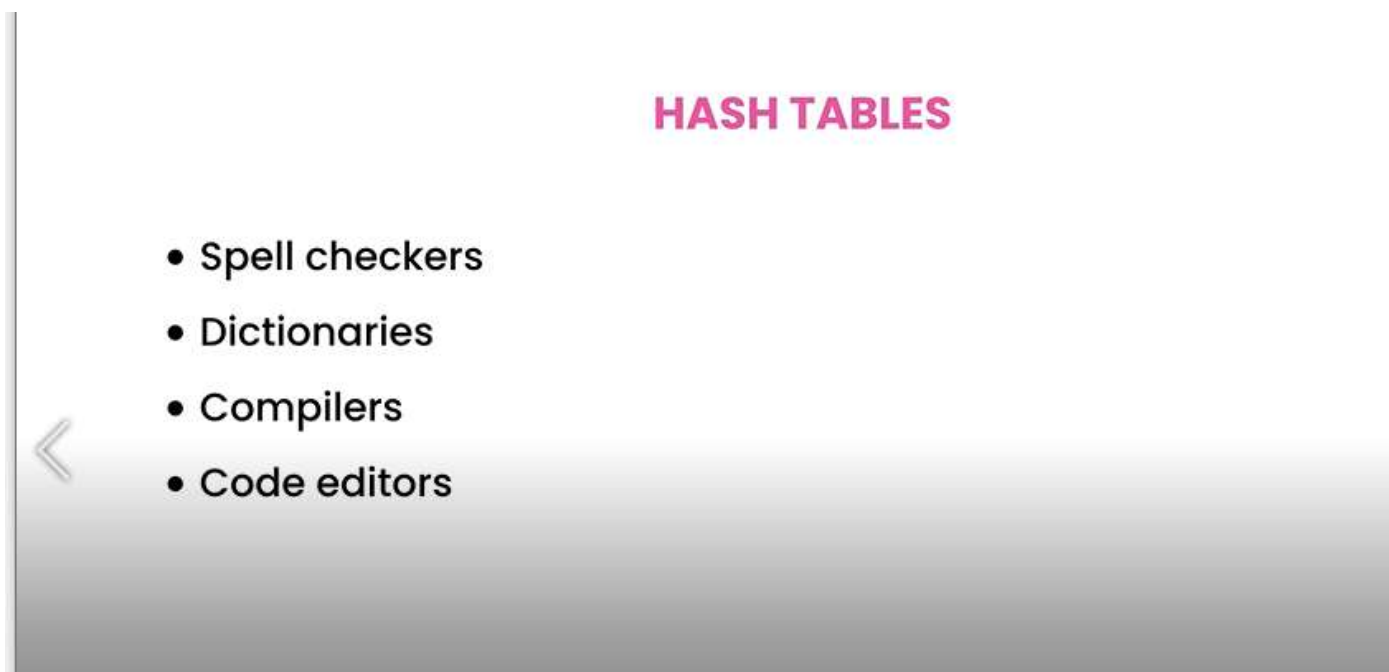 HASH TABLES
• Spell checkers
• Dictionaries
• Compilers
• Code editors